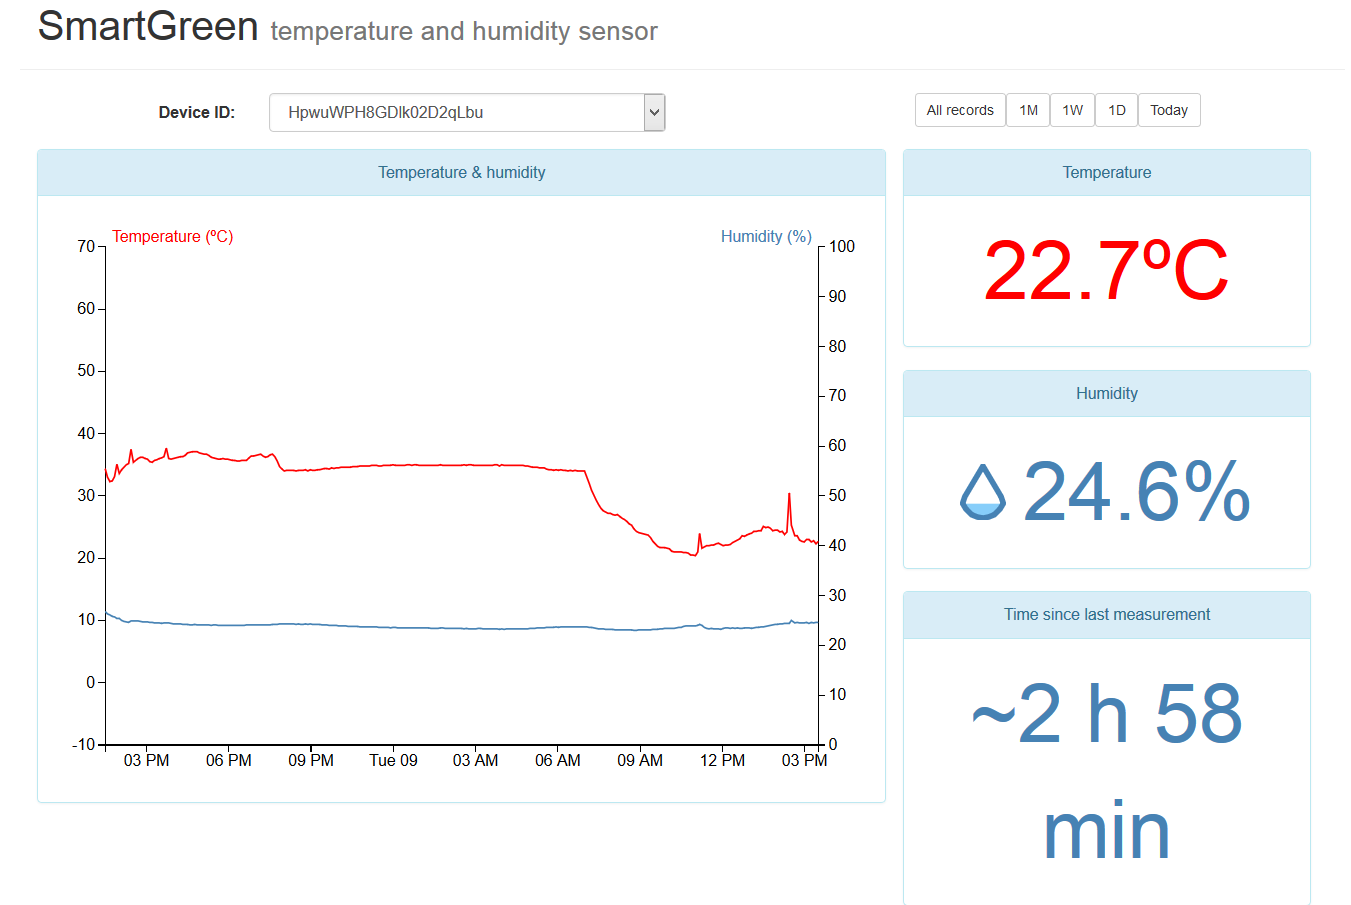 SmartGreen temperature and humidity sensor
Device ID:
HpwuWPH8GDlk02D2qLbu
All records 1M 1W 1D Today
Temperature & humidity
Temperature (ºC)
Humidity (%)
70
60
50
40
30
20
10
0
-10
100
90
80
70
60
50
40
30
20
10
0
03 PM 06 PM 09 PM Tue 09 03 AM 06 AM 09 AM 12 PM 03 PM
Temperature
22.7ºC
Humidity
24.6%
Time since last measurement
~2 h 58
min